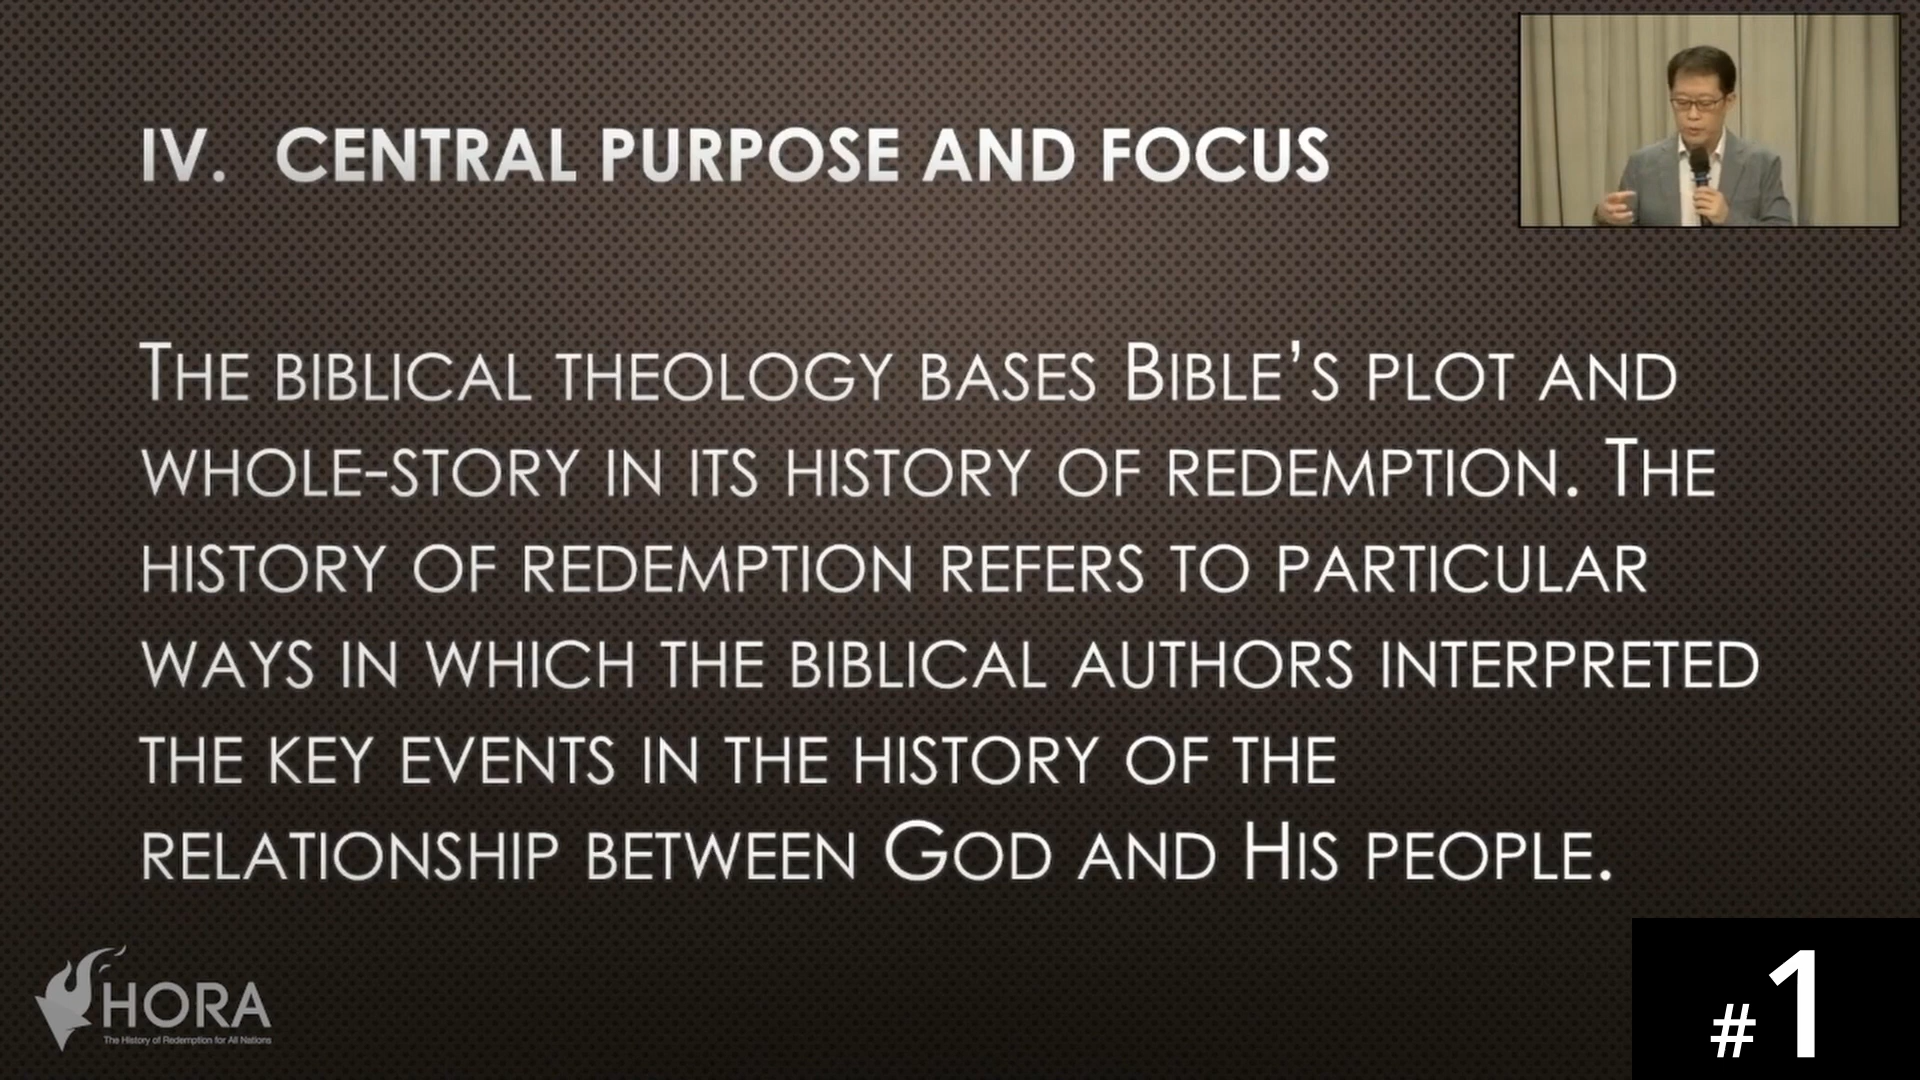 IV. CENTRAL PURPOSE AND FOCUS
THE BIBLICAL THEOLOGY BASES BIBLE’S PLOT AND
WHOLE-STORY IN ITS HISTORY OF REDEMPTION. THE
HISTORY OF REDEMPTION REFERS TO PARTICULAR
WAYS IN WHICH THE BIBLICAL AUTHORS INTERPRETED
THE KEY EVENTS IN THE HISTORY OF THE
RELATIONSHIP BETWEEN GOD AND HIS PEOPLE.
HORA
The History of Redemption for All Nations
#1